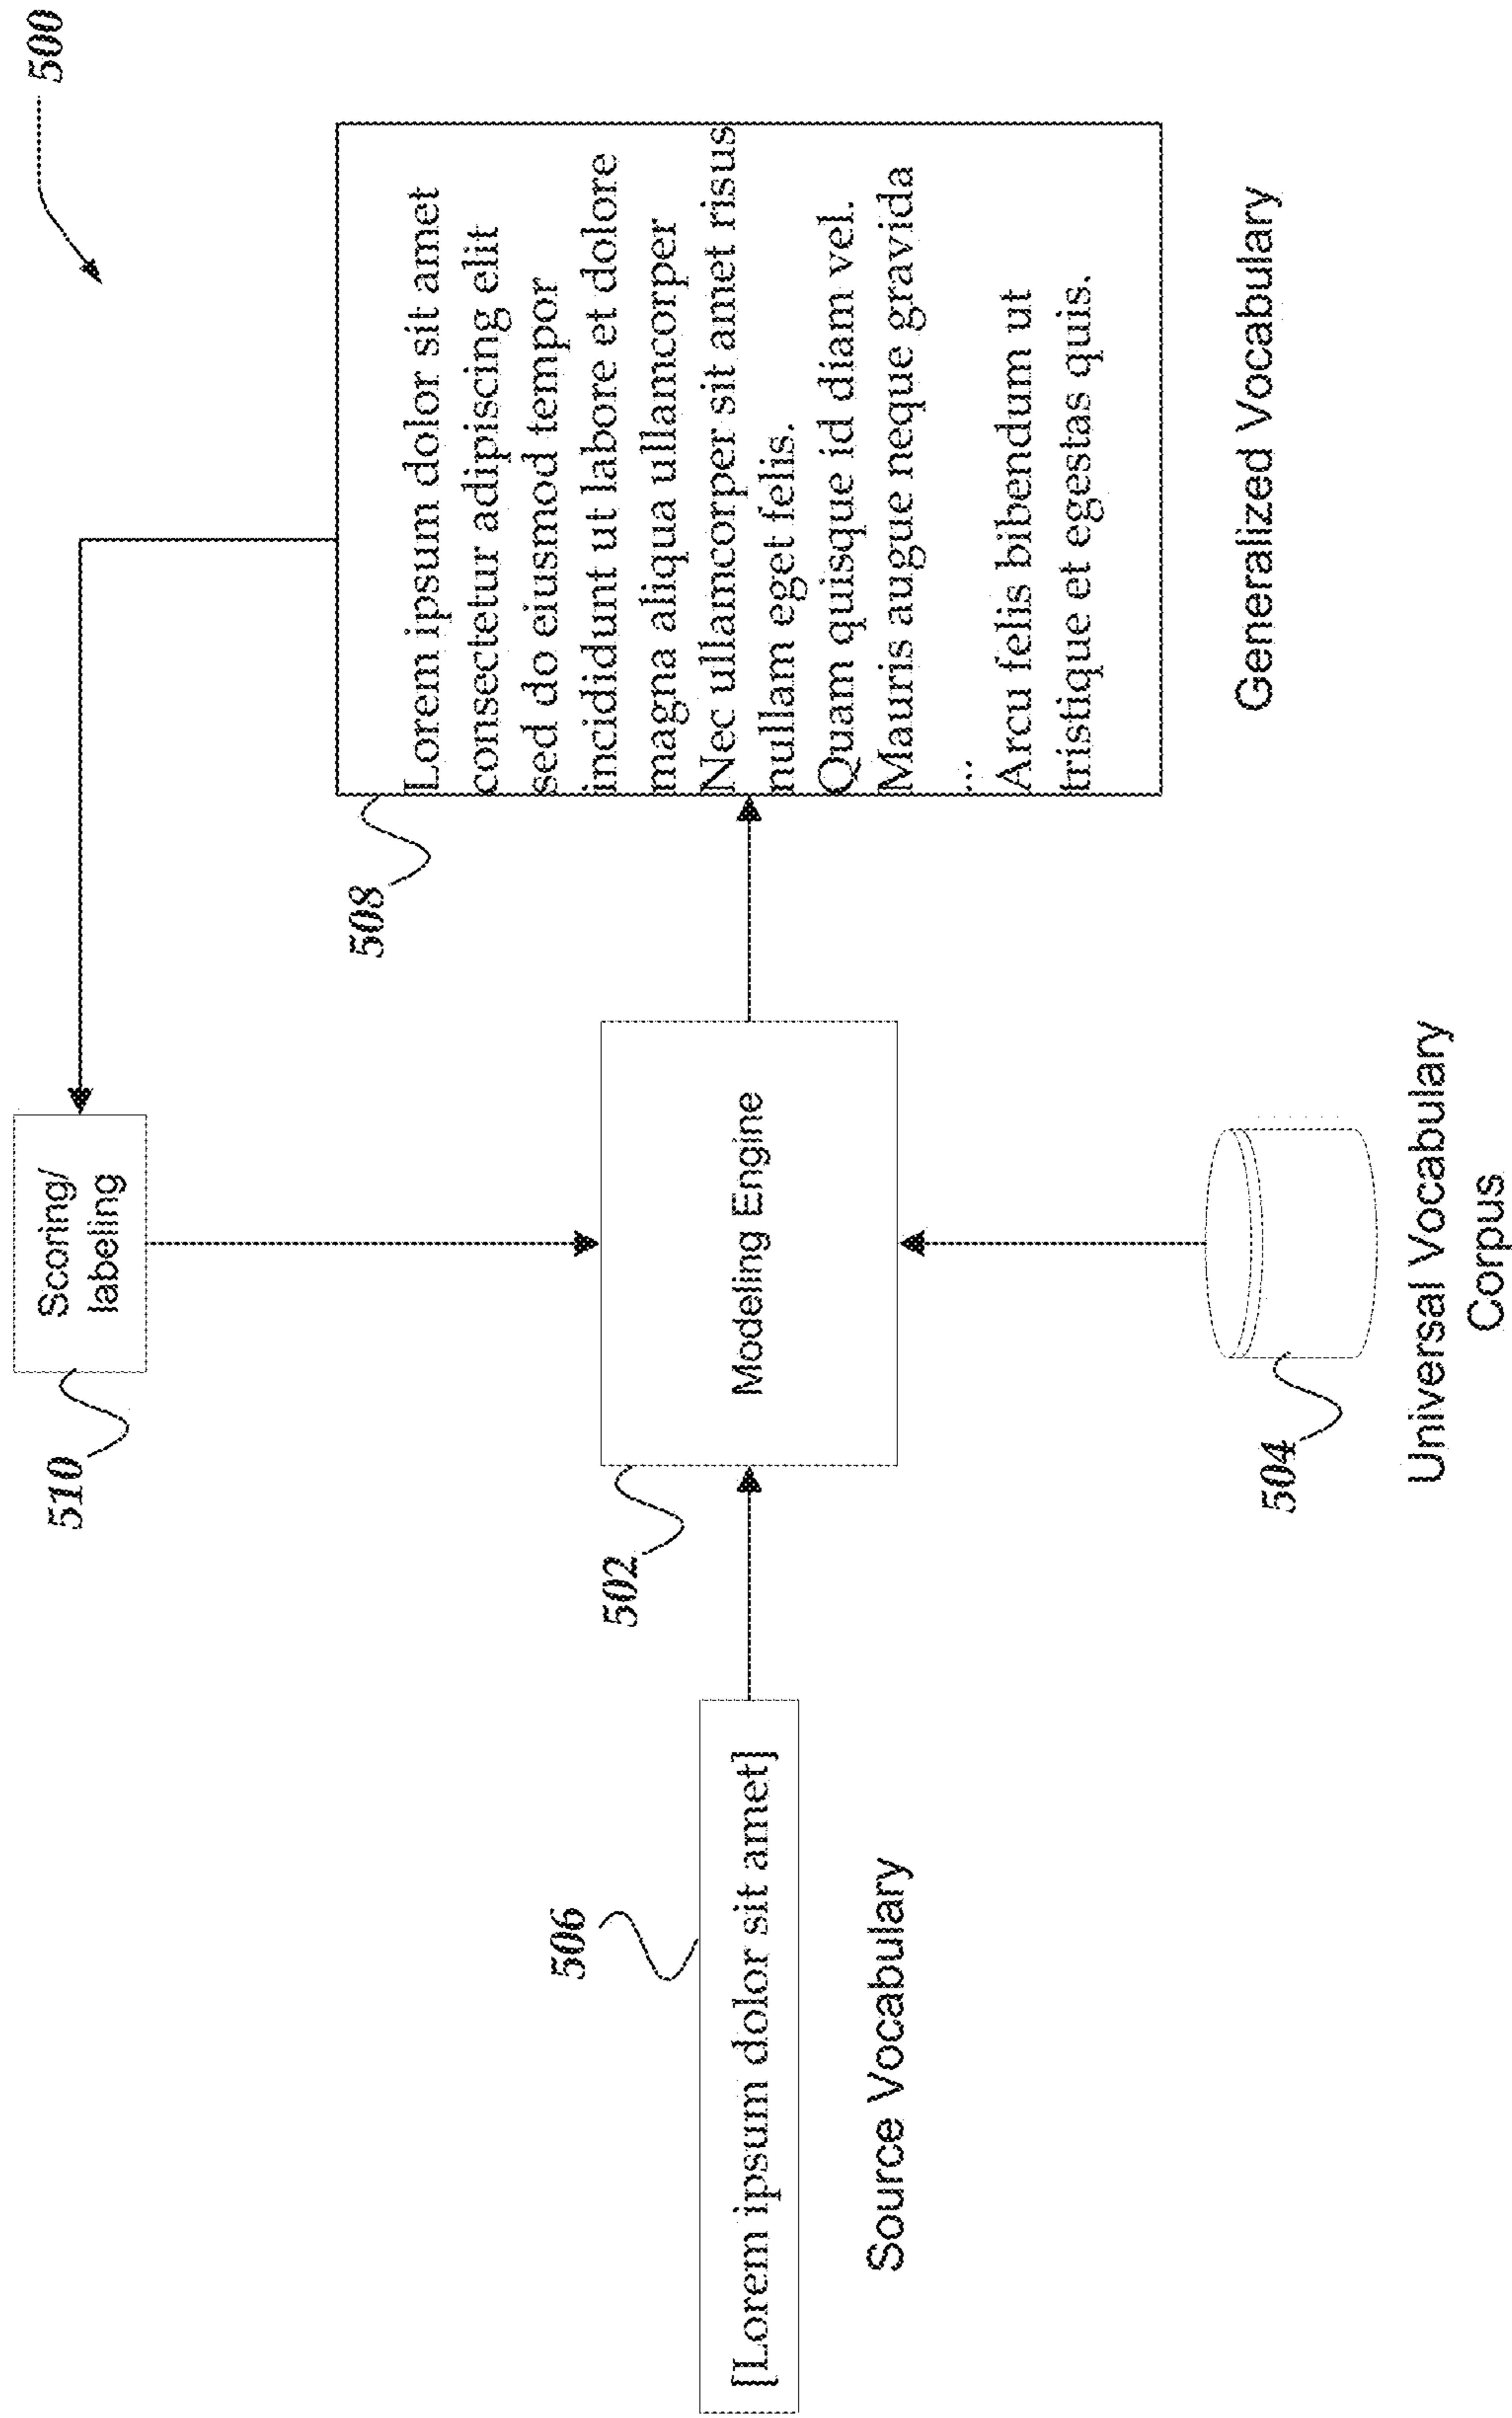 500
510
Scoring/
labeling
508
Lorem ipsum dolor sit amet
consectetur adipiscing elit
sed do eiusmod tempor
incididunt ut labore et dolore
magna aliqua ullamcorper
Nec ullamcorper sit amet risus
nullam eget felis.
Quam quisque id diam vel.
Mauris augue neque gravida
...
Arcu felis bibendum ut
tristique et egestas quis.
Generalized Vocabulary
502
Modeling Engine
506
[Lorem ipsum dolor sit amet]
Source Vocabulary
504
Universal Vocabulary
Corpus